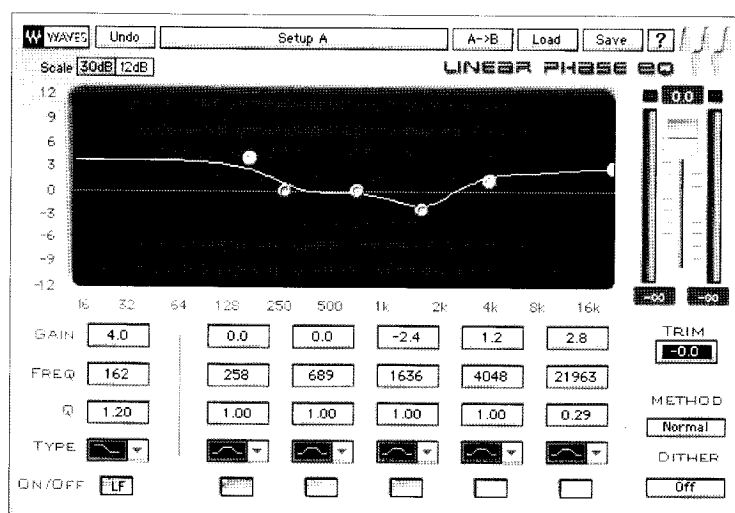 WAVES Undo Setup A A->B Load Save ?
Scale 30dB 12dB LINEAR PHASE EQ
0.0
12
9
6
3
0
-3
-6
-9
-12
16 32 64 128 250 500 1k 2k 4k 8k 16k
-∞ -∞
GAIN 4.0 0.0 0.0 -2.4 1.2 2.8
TRIM
-0.0
FREQ 162 258 689 1636 4048 21963
METHOD
Q 1.20 1.00 1.00 1.00 1.00 0.29
Normal
TYPE
DITHER
ON/OFF LF
Off